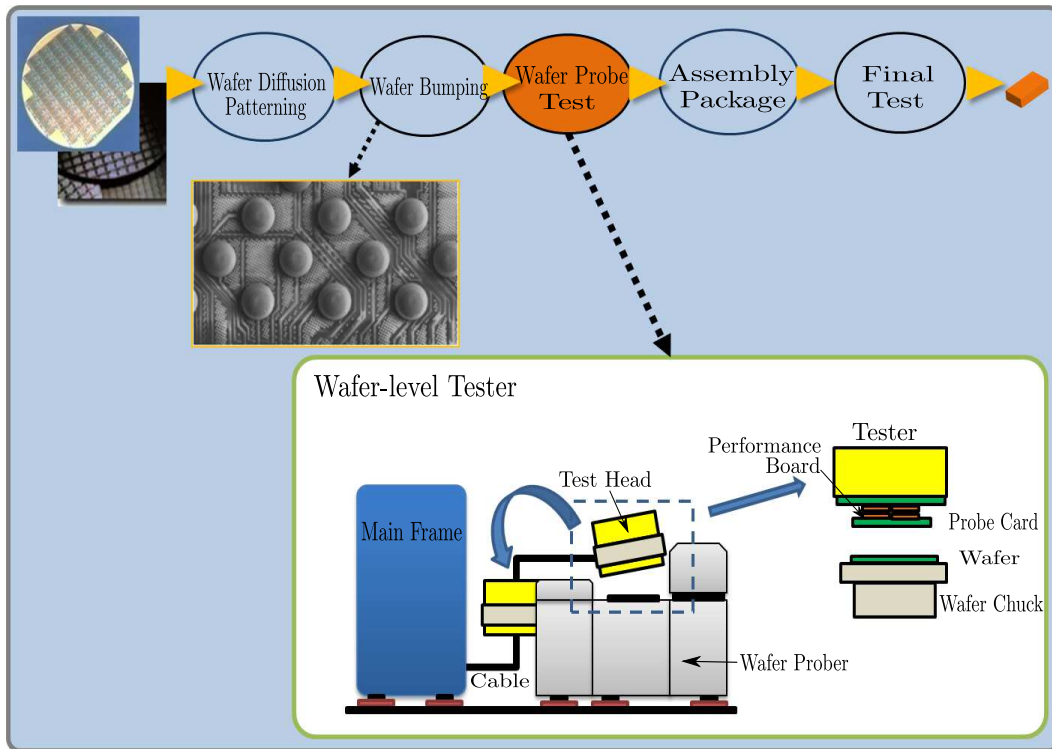 Wafer Diffusion
Patterning
Wafer Bumping
Wafer Probe
Test
Assembly
Package
Final
Test
Wafer-level Tester
Main Frame
Test Head
Cable
Wafer Prober
Performance
Board
Tester
Probe Card
Wafer
Wafer Chuck